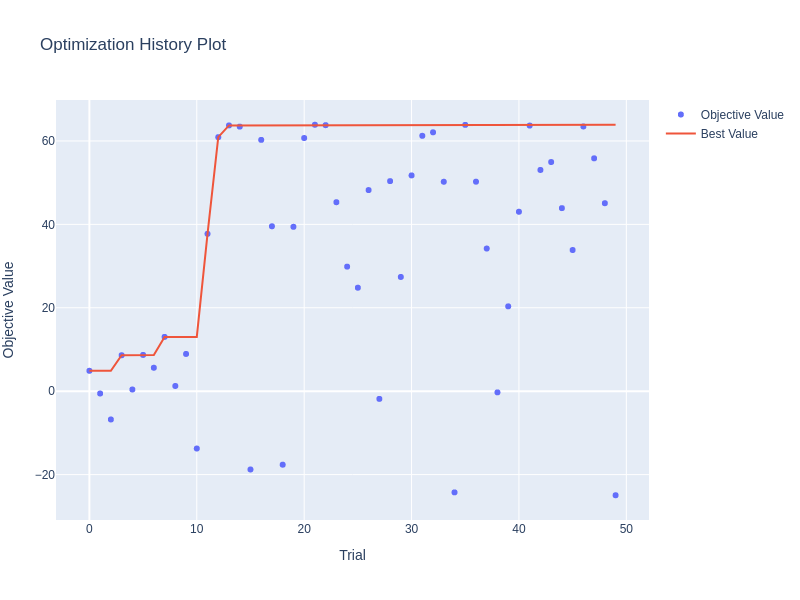 Optimization History Plot
Objective Value
Best Value
60
40
20
0
−20
Objective Value
0
10
20
30
40
50
Trial